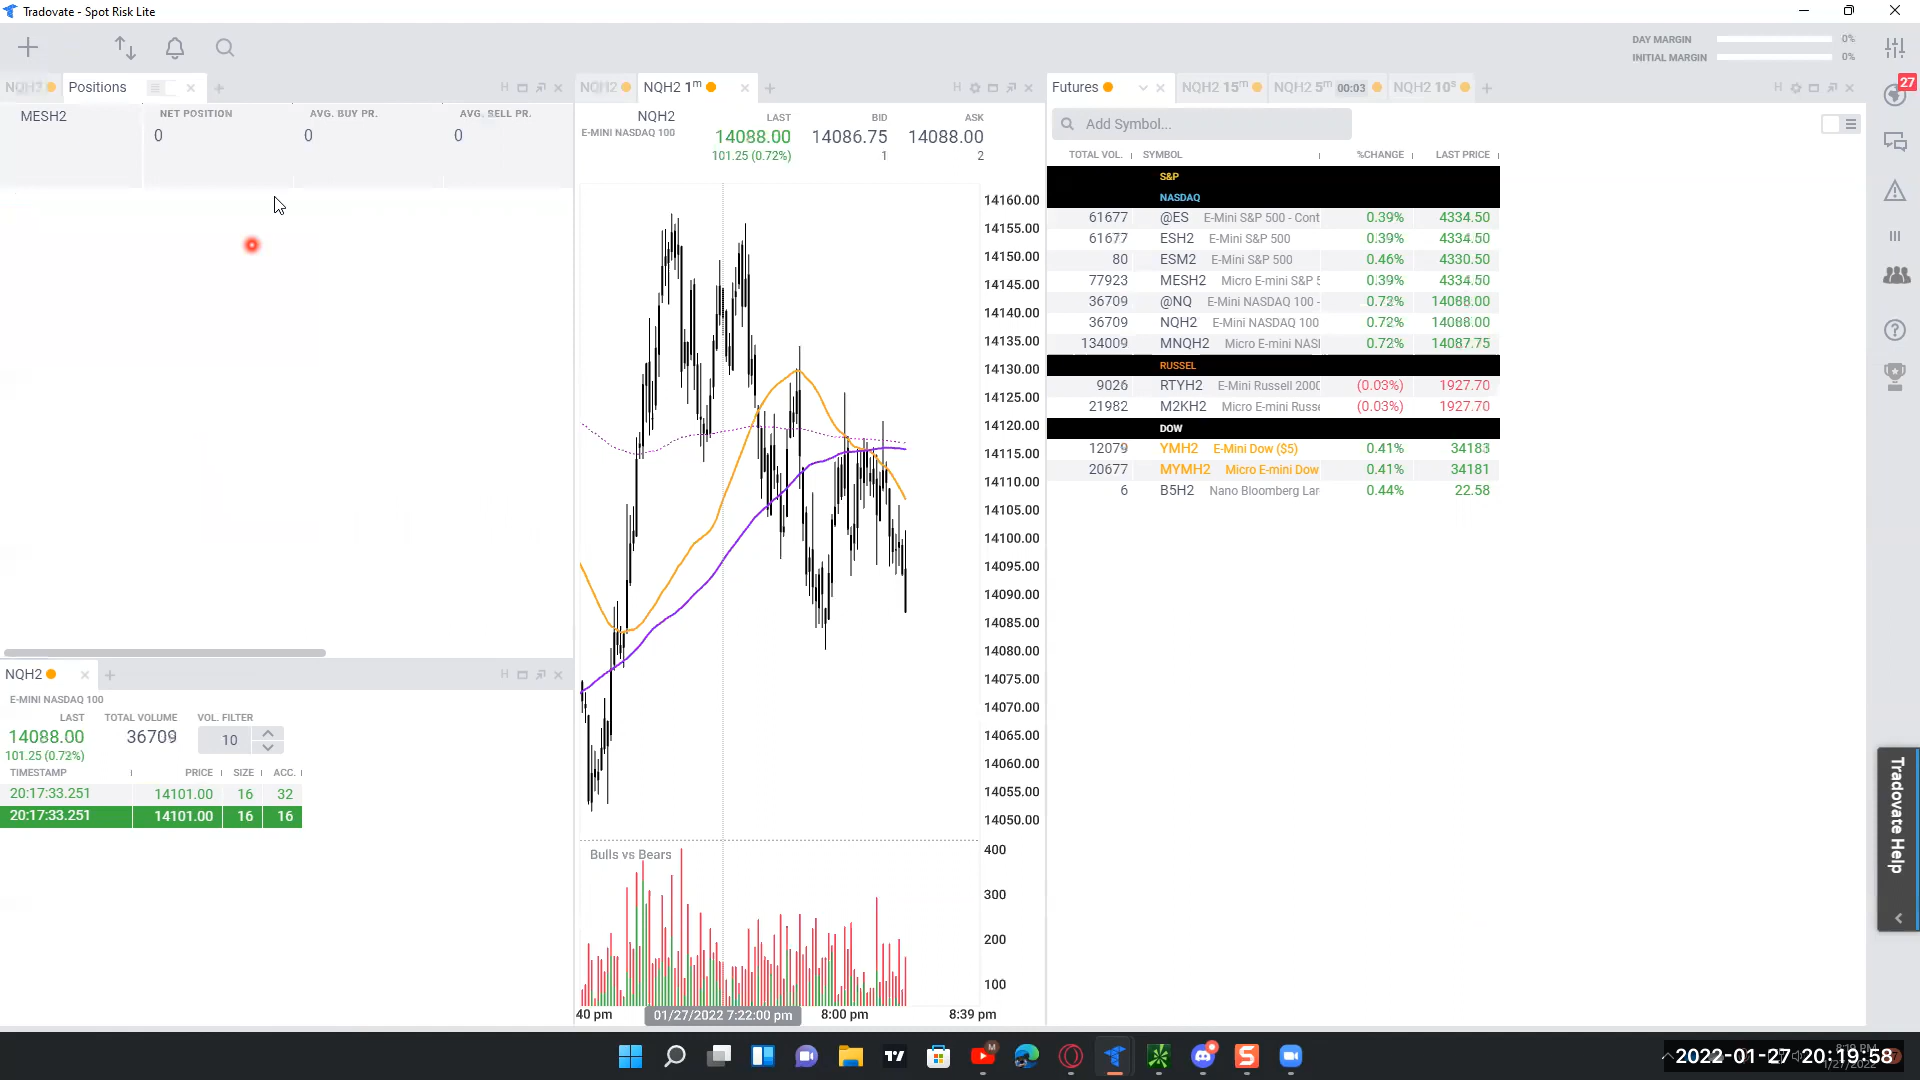 Tradovate - Spot Risk Lite
DAY MARGIN 0%
INITIAL MARGIN 0%
27
Positions
H
MESH2
NET POSITION AVG. BUY PR. AVG. SELL PR.
0 0 0
NQH2
H
E-MINI NASDAQ 100
LAST TOTAL VOLUME VOL. FILTER
14088.00 36709 10
101.25 (0.72%)
TIMESTAMP PRICE SIZE ACC.
20:17:33.251 14101.00 16 32
20:17:33.251 14101.00 16 16
NQH2 NQH2 1m
H
NQH2 LAST BID ASK
E-MINI NASDAQ 100 14088.00 14086.75 14088.00
101.25 (0.72%) 1 2
14160.00
14155.00
14150.00
14145.00
14140.00
14135.00
14130.00
14125.00
14120.00
14115.00
14110.00
14105.00
14100.00
14095.00
14090.00
14085.00
14080.00
14075.00
14070.00
14065.00
14060.00
14055.00
14050.00
Bulls vs Bears
400
300
200
100
40 pm 01/27/2022 7:22:00 pm 8:00 pm 8:39 pm
Futures NQH2 15m NQH2 5m 00:03 NQH2 10s
H
Add Symbol...
TOTAL VOL. SYMBOL %CHANGE LAST PRICE
S&P
NASDAQ
61677 @ES E-Mini S&P 500 - Cont 0.39% 4334.50
61677 ESH2 E-Mini S&P 500 0.39% 4334.50
80 ESM2 E-Mini S&P 500 0.46% 4330.50
77923 MESH2 Micro E-mini S&P 5 0.39% 4334.50
36709 @NQ E-Mini NASDAQ 100 - 0.72% 14088.00
36709 NQH2 E-Mini NASDAQ 100 0.72% 14088.00
134009 MNQH2 Micro E-mini NASI 0.72% 14087.75
RUSSEL
9026 RTYH2 E-Mini Russell 2000 (0.03%) 1927.70
21982 M2KH2 Micro E-mini Russe (0.03%) 1927.70
DOW
12079 YMH2 E-Mini Dow ($5) 0.41% 34183
20677 MYMH2 Micro E-mini Dow 0.41% 34181
6 B5H2 Nano Bloomberg Lar 0.44% 22.58
Tradovate Help
M
2022-01-27 20:19:58